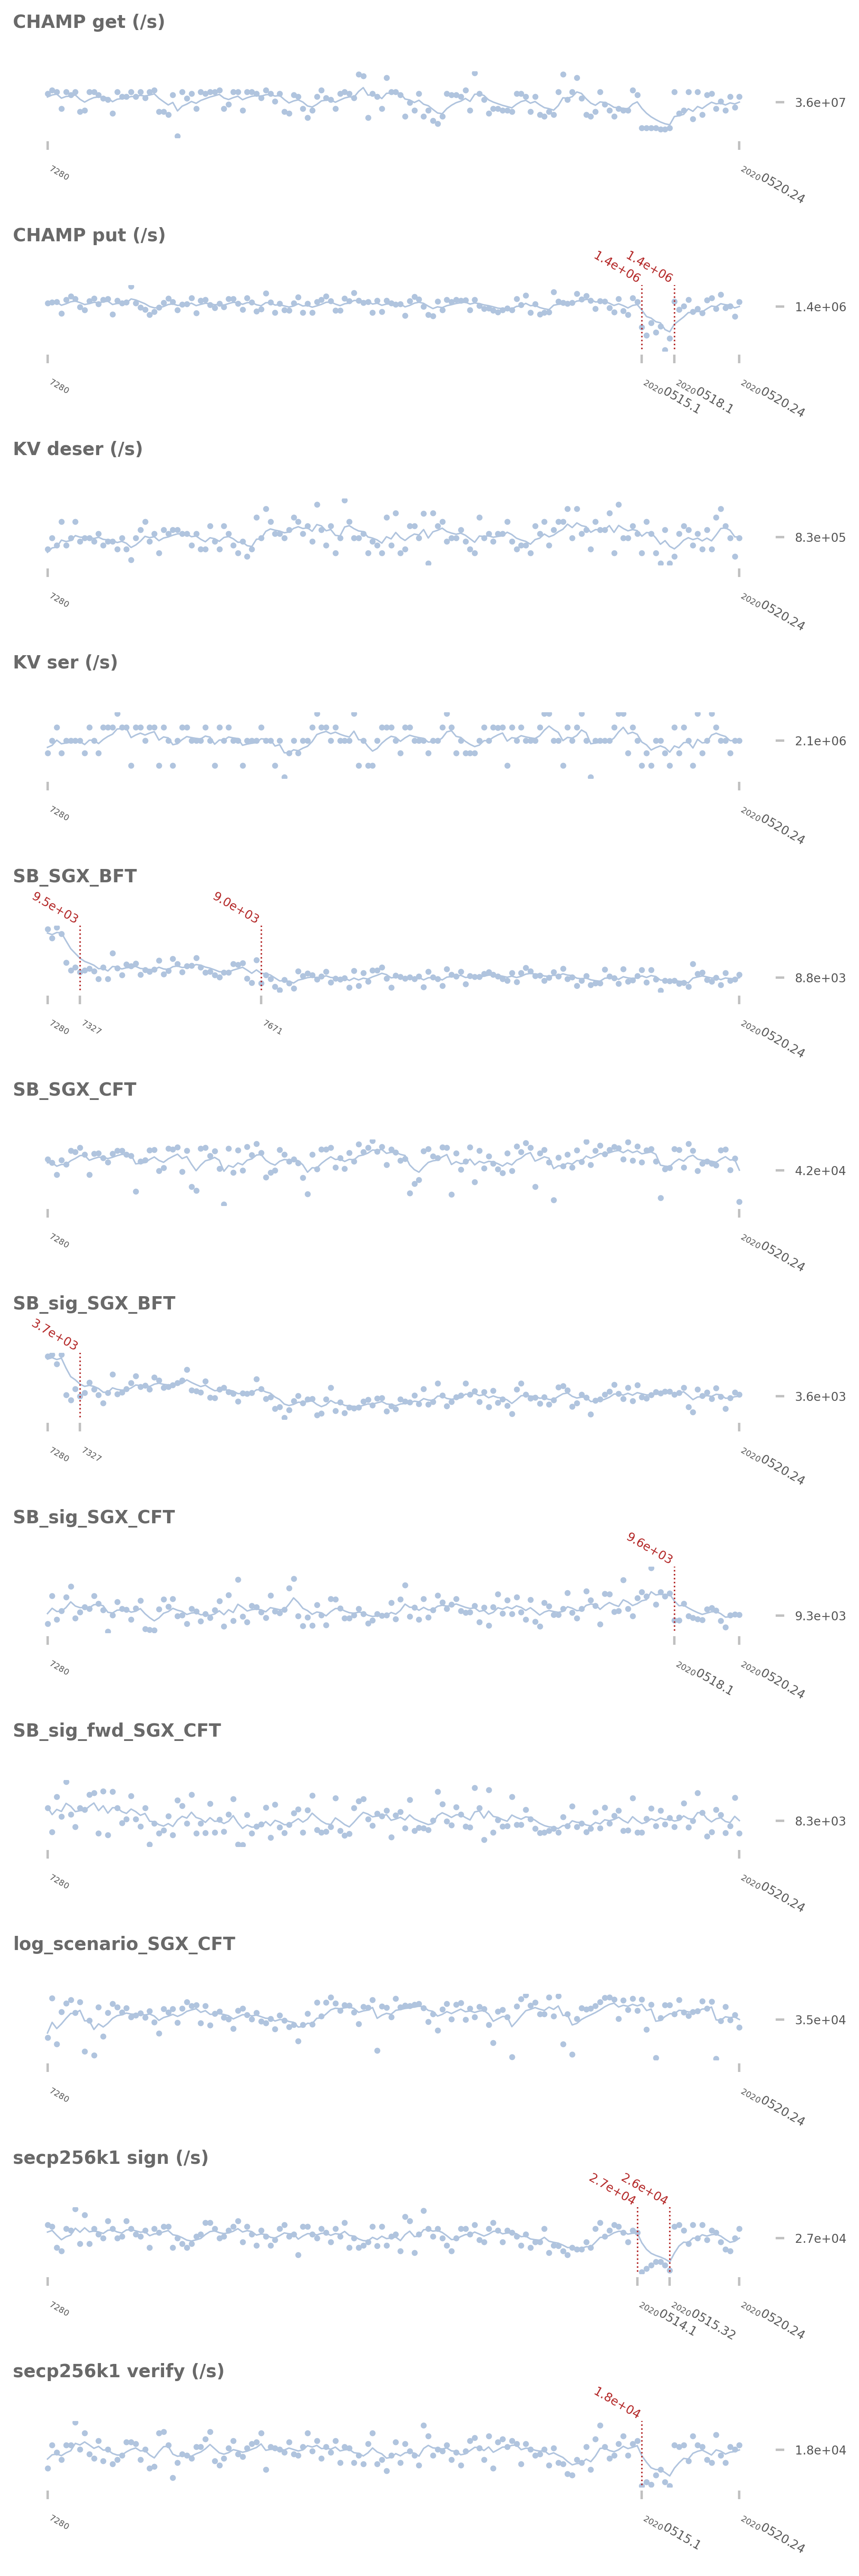 CHAMP get (/s)
3.6e+07
7280
20200520.24
CHAMP put (/s)
1.4e+06
1.4e+06
1.4e+06
7280
20200515.1
20200518.1
20200520.24
KV deser (/s)
8.3e+05
7280
20200520.24
KV ser (/s)
2.1e+06
7280
20200520.24
SB_SGX_BFT
9.5e+03
9.0e+03
8.8e+03
7280
7327
7671
20200520.24
SB_SGX_CFT
4.2e+04
7280
20200520.24
SB_sig_SGX_BFT
3.7e+03
3.6e+03
7280
7327
20200520.24
SB_sig_SGX_CFT
9.6e+03
9.3e+03
7280
20200518.1
20200520.24
SB_sig_fwd_SGX_CFT
8.3e+03
7280
20200520.24
log_scenario_SGX_CFT
3.5e+04
7280
20200520.24
secp256k1 sign (/s)
2.7e+04
2.6e+04
2.7e+04
7280
20200514.1
20200515.32
20200520.24
secp256k1 verify (/s)
1.8e+04
1.8e+04
7280
20200515.1
20200520.24